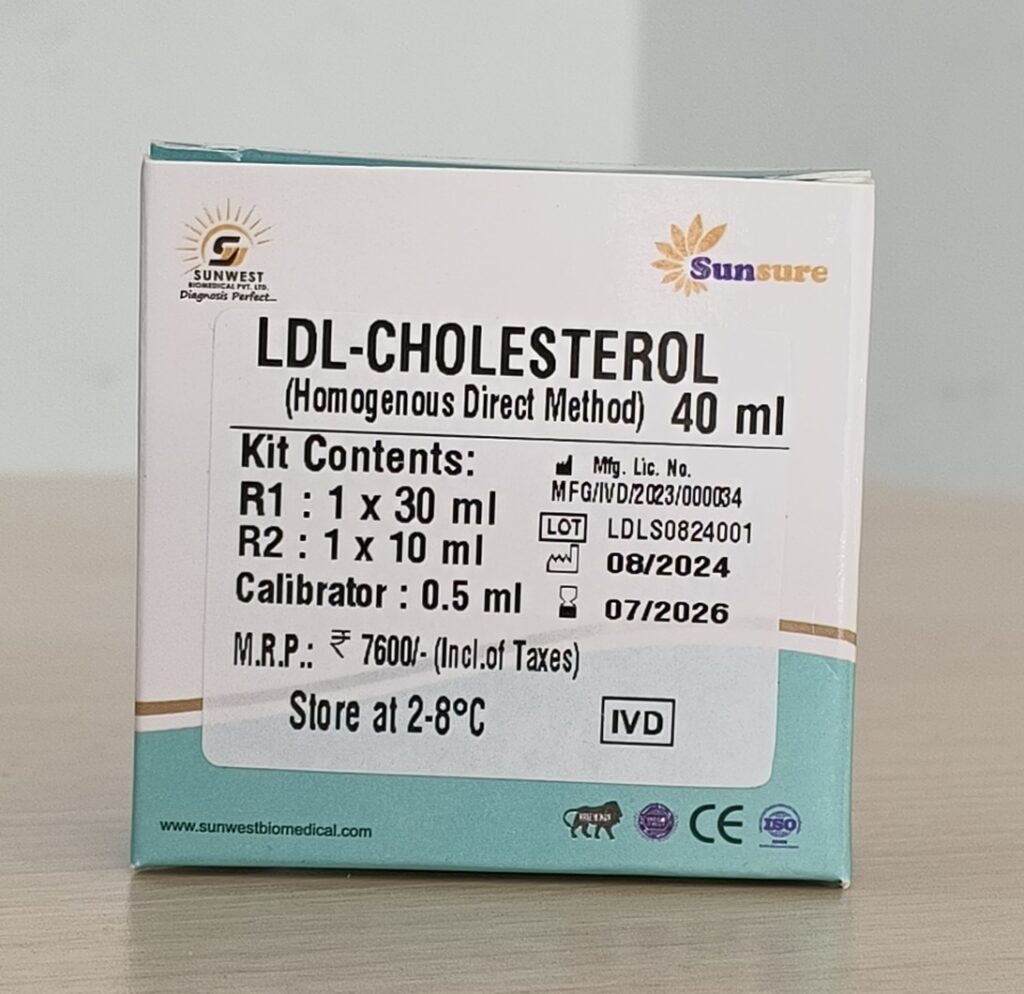 SUNWEST
BIOMEDICAL PVT. LTD.
Diagnosis Perfect...
Sunsure
LDL-CHOLESTEROL
(Homogenous Direct Method) 40 ml
Kit Contents:
R1 : 1 x 30 ml
R2 : 1 x 10 ml
Calibrator : 0.5 ml
M.R.P.: ₹ 7600/- (Incl.of Taxes)
Store at 2-8°C
Mfg. Lic. No.
MFG/IVD/2023/000034
LOT LDLS0824001
08/2024
07/2026
IVD
www.sunwestbiomedical.com
CE
ISO